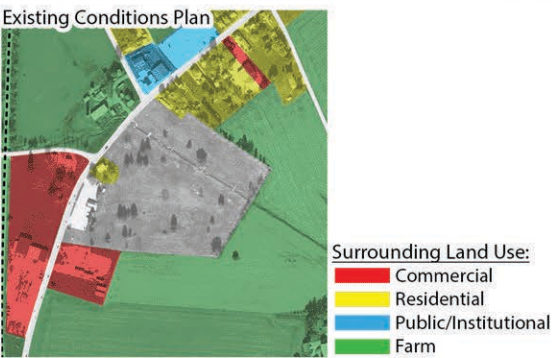 Existing Conditions Plan
Surrounding Land Use:
Commercial
Residential
Public/Institutional
Farm